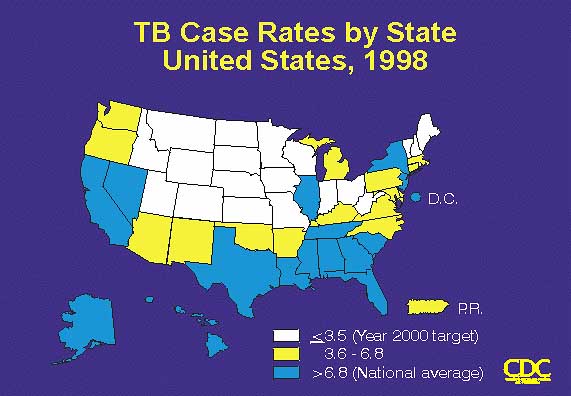 TB Case Rates by State
United States, 1998
D.C.
P.R.
≤3.5 (Year 2000 target)
3.6 - 6.8
>6.8 (National average)
CDC